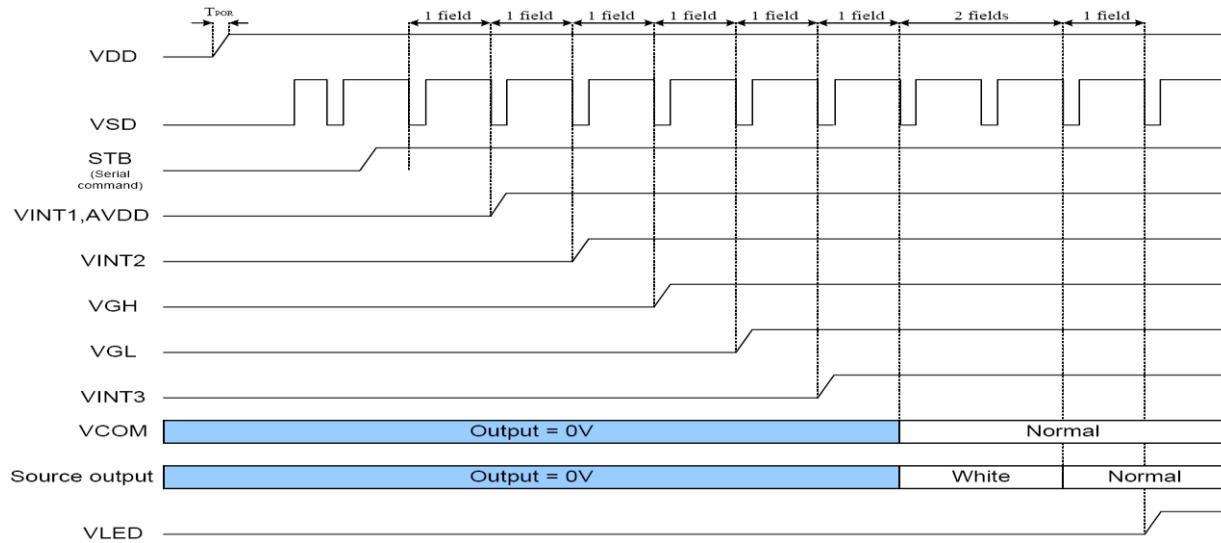 TPOR
1 field 1 field 1 field 1 field 1 field 1 field 2 fields 1 field
VDD
VSD
STB
(Serial
command)
VINT1,AVDD
VINT2
VGH
VGL
VINT3
VCOM Output = 0V Normal
Source output Output = 0V White Normal
VLED